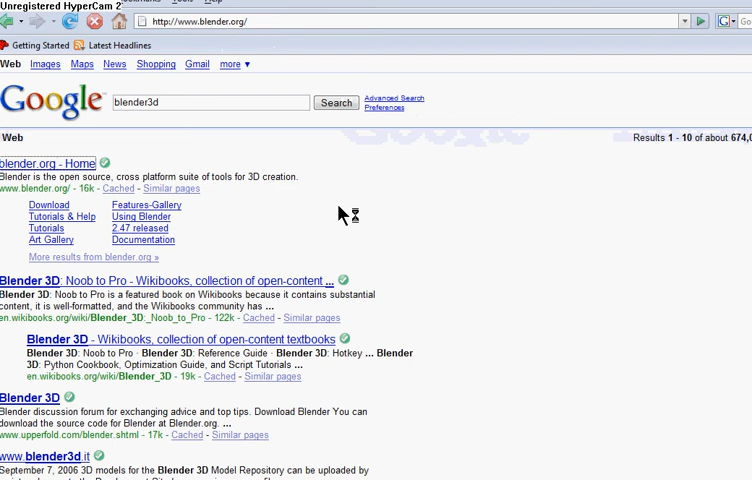 Unregistered HyperCam 2
http://www.blender.org/
Getting Started Latest Headlines
Web Images Maps News Shopping Gmail more ▼
Google blender3d Search Advanced Search
Preferences
Web Results 1 - 10 of about 674,0
blender.org - Home
Blender is the open source, cross platform suite of tools for 3D creation.
www.blender.org/ - 16k - Cached - Similar pages
Download Features-Gallery
Tutorials & Help Using Blender
Tutorials 2.47 released
Art Gallery Documentation
More results from blender.org »
Blender 3D: Noob to Pro - Wikibooks, collection of open-content ...
Blender 3D: Noob to Pro is a featured book on Wikibooks because it contains substantial
content, it is well-formatted, and the Wikibooks community has ...
en.wikibooks.org/wiki/Blender_3D:_Noob_to_Pro - 122k - Cached - Similar pages
Blender 3D - Wikibooks, collection of open-content textbooks
Blender 3D: Noob to Pro · Blender 3D: Reference Guide · Blender 3D: Hotkey ... Blender
3D: Python Cookbook, Optimization Guide, and Script Tutorials ...
en.wikibooks.org/wiki/Blender_3D - 19k - Cached - Similar pages
Blender 3D
Blender discussion forum for exchanging advice and top tips. Download Blender You can
download the source code for Blender at Blender.org. ...
www.upperfold.com/blender.shtml - 17k - Cached - Similar pages
www.blender3d.it
September 7, 2006 3D models for the Blender 3D Model Repository can be uploaded by